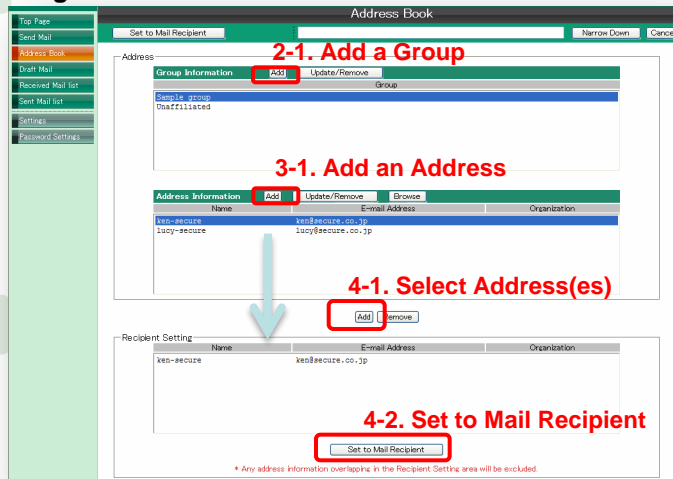 Address Book
Top Page
Send Mail
Address Book
Draft Mail
Received Mail list
Sent Mail list
Settings
Password Settings
Set to Mail Recipient
Narrow Down
Cance
2-1. Add a Group
Address
Group Information Add Update/Remove
Group
Sample group
Unaffiliated
3-1. Add an Address
Address Information Add Update/Remove Browse
Name E-mail Address Organization
ken-secure ken@secure.co.jp
lucy-secure lucy@secure.co.jp
4-1. Select Address(es)
Add Remove
Recipient Setting
Name E-mail Address Organization
ken-secure ken@secure.co.jp
4-2. Set to Mail Recipient
Set to Mail Recipient
* Any address information overlapping in the Recipient Setting area will be excluded.